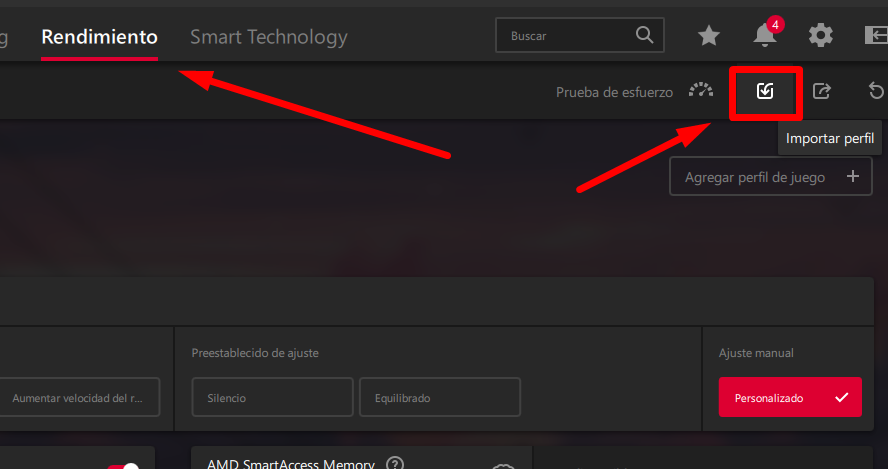 g Rendimiento Smart Technology Buscar 4
Prueba de esfuerzo
Importar perfil
Agregar perfil de juego +
Preestablecido de ajuste Ajuste manual
Aumentar velocidad del r... Silencio Equilibrado Personalizado
AMD SmartAccess Memory ?